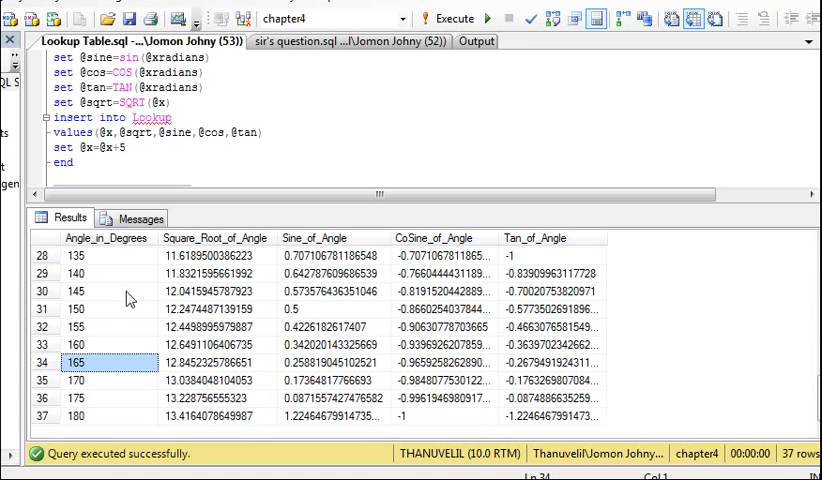 chapter4 Execute
Lookup Table.sql -...\Jomon Johny (53)) sir's question.sql ...l\Jomon Johny (52)) Output
set @sine=sin(@xradians)
set @cos=COS(@xradians)
set @tan=TAN(@xradians)
set @sqrt=SQRT(@x)
insert into Lookup
values(@x,@sqrt,@sine,@cos,@tan)
set @x=@x+5
end
Results Messages
Angle_in_Degrees Square_Root_of_Angle Sine_of_Angle CoSine_of_Angle Tan_of_Angle
28 135 11.6189500386223 0.707106781186548 -0.7071067811865... -1
29 140 11.8321595661992 0.642787609686539 -0.7660444431189... -0.83909963117728
30 145 12.0415945787923 0.573576436351046 -0.8191520442889... -0.70020753820971
31 150 12.2474487139159 0.5 -0.8660254037844... -0.5773502691896...
32 155 12.4498995979887 0.4226182617407 -0.90630778703665 -0.4663076581549...
33 160 12.6491106406735 0.342020143325669 -0.9396926207859... -0.3639702342662...
34 165 12.8452325786651 0.258819045102521 -0.9659258262890... -0.2679491924311...
35 170 13.0384048104053 0.17364817766693 -0.9848077530122... -0.1763269807084...
36 175 13.228756555323 0.0871557427476582 -0.9961946980917... -0.0874886635259...
37 180 13.4164078649987 1.22464679914735... -1 -1.2246467991473...
Query executed successfully. THANUVELIL (10.0 RTM) Thanuvelil\Jomon Johny... chapter4 00:00:00 37 rows
Ln 34 Col 1